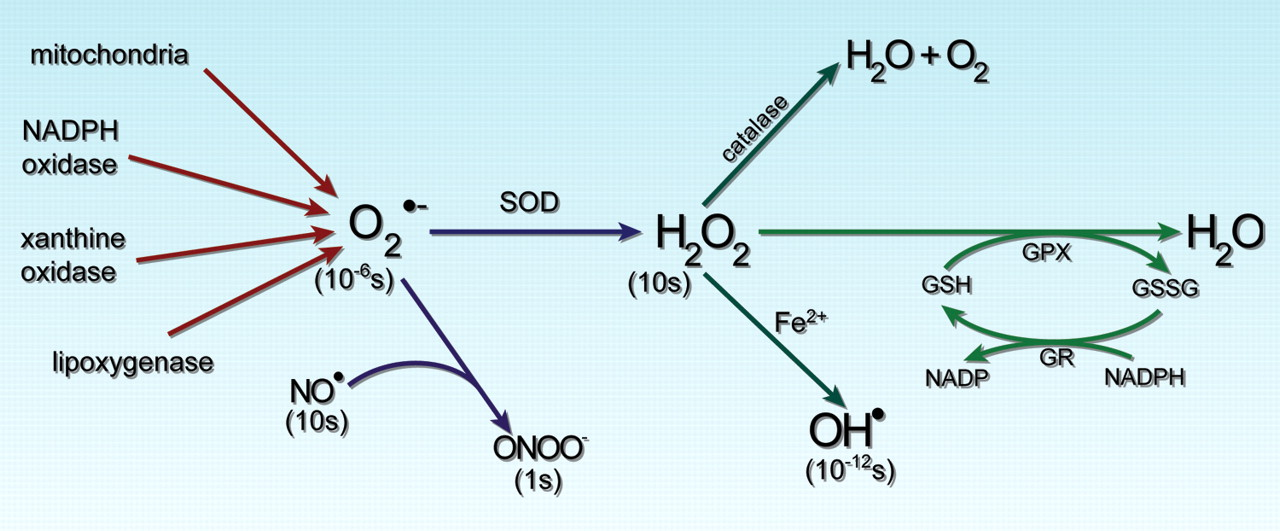 mitochondria
NADPH
oxidase
xanthine
oxidase
lipoxygenase
O₂•-
(10⁻⁶s)
SOD
NO•
(10s)
ONOO⁻
(1s)
H₂O₂
(10s)
catalase
H₂O + O₂
Fe²⁺
OH•
(10⁻¹²s)
H₂O
GPX
GSH
GSSG
GR
NADP
NADPH